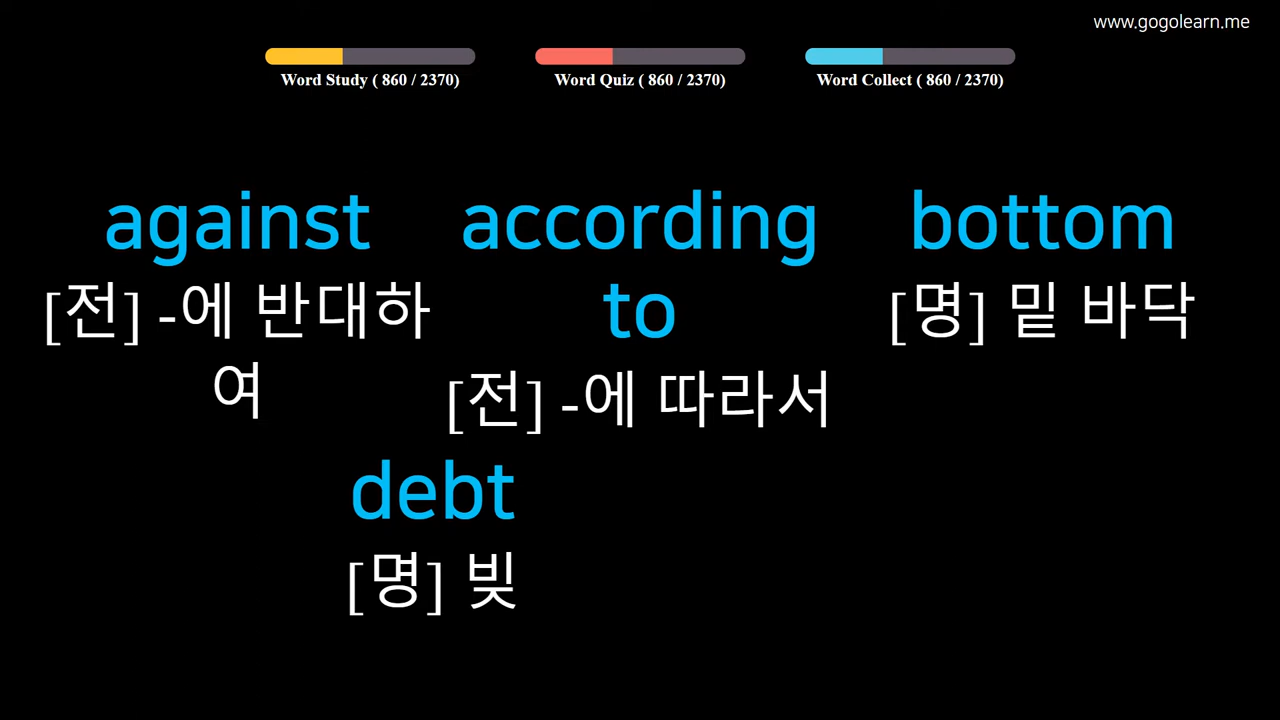 www.gogolearn.me
Word Study ( 860 / 2370)
Word Quiz ( 860 / 2370)
Word Collect ( 860 / 2370)
against
[전] -에 반대하
여
according
to
[전] -에 따라서
bottom
[명] 밑 바닥
debt
[명] 빚